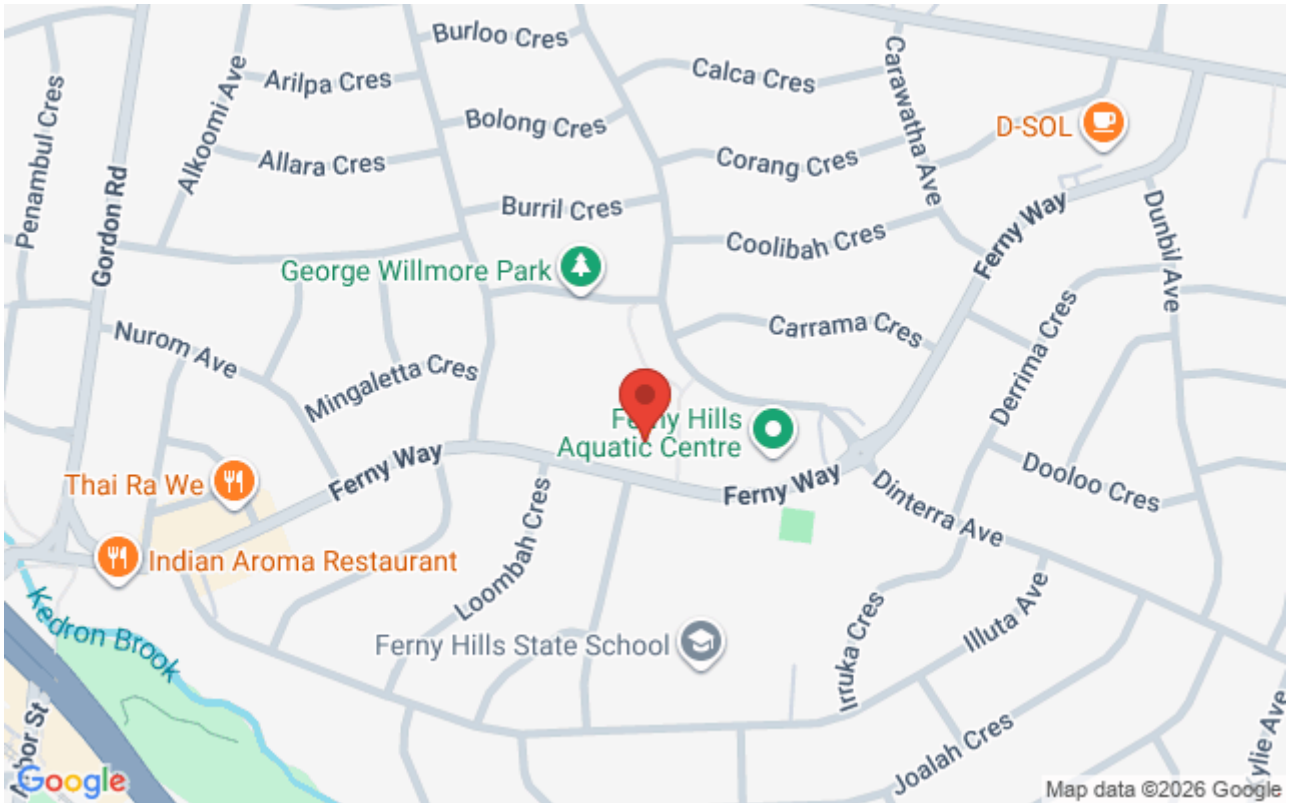 Burloo Cres
Calca Cres
Carawatha Ave
Arilpa Cres
Penambul Cres
Alkoomi Ave
Bolong Cres
D-SOL
Allara Cres
Corang Cres
Gordon Rd
Burril Cres
Dunbil Ave
Ferny Way
Coolibah Cres
George Willmore Park
Nurom Ave
Carrama Cres
Derrima Cres
Mingaletta Cres
Ferny Hills
Aquatic Centre
Thai Ra We
Ferny Way
Ferny Way
Dooloo Cres
Dinterra Ave
Loombah Cres
Indian Aroma Restaurant
Kedron Brook
Ferny Hills State School
Irruka Cres
Illuta Ave
Joalah Cres
Kylie Ave
Google
Map data ©2026 Google